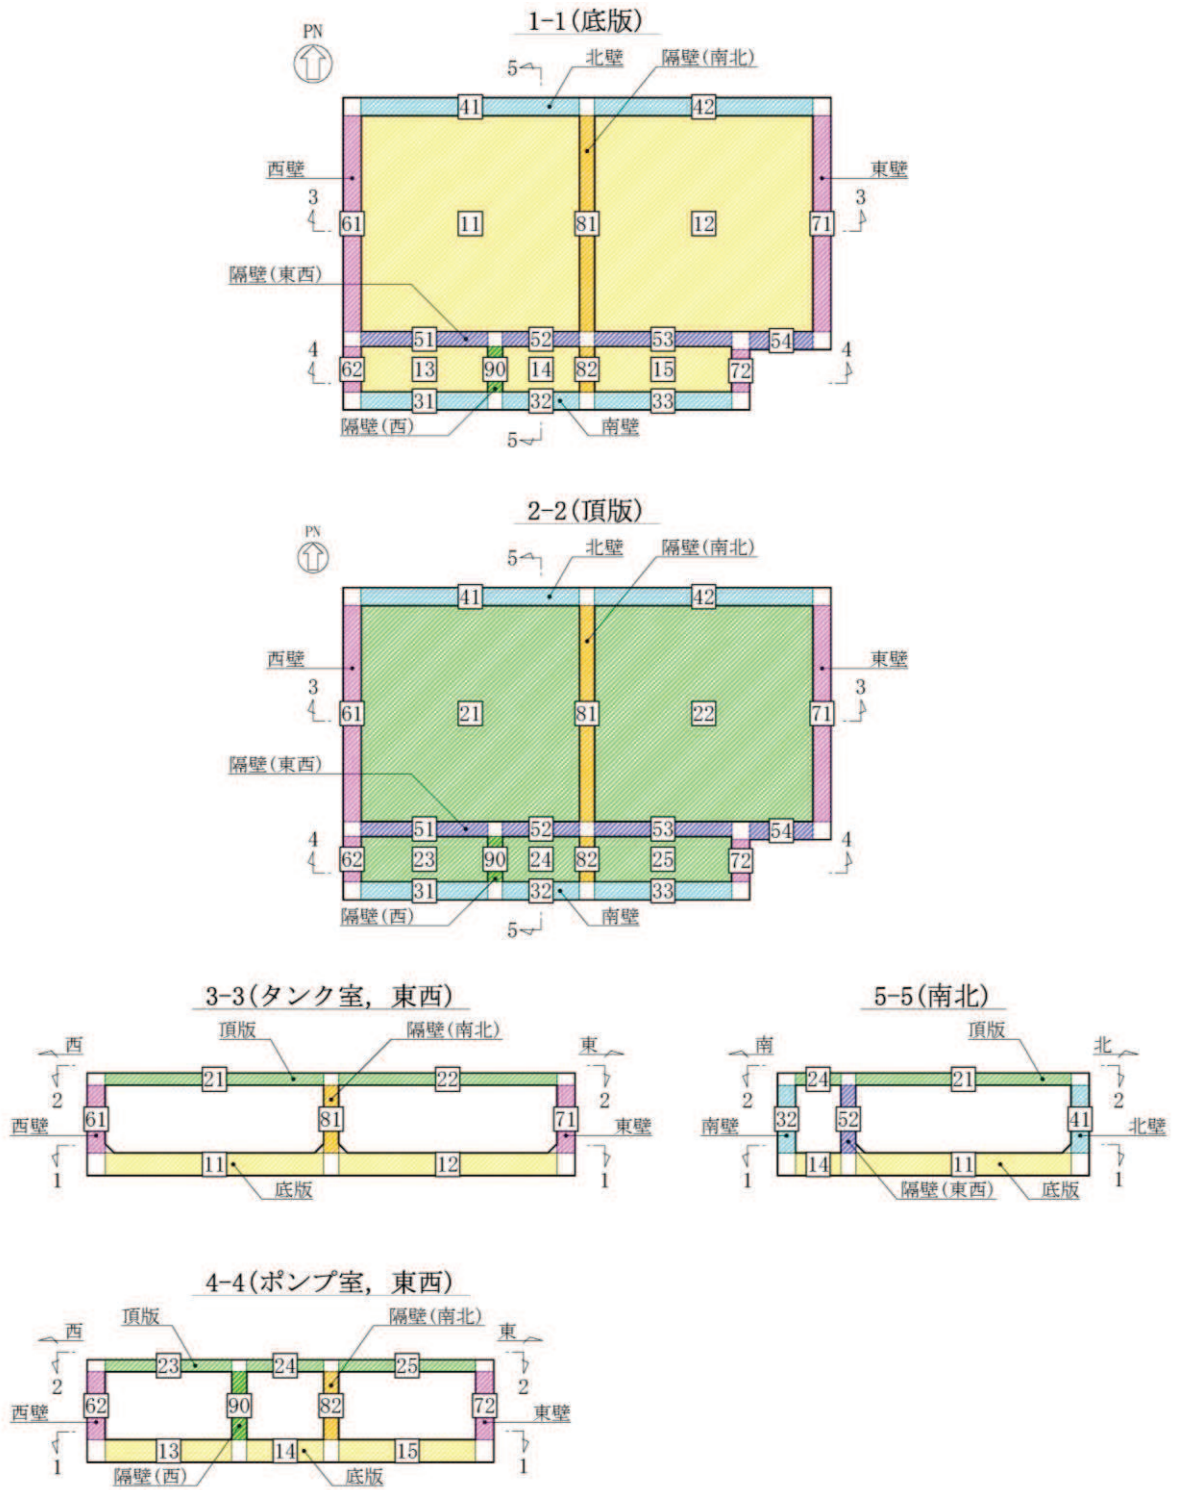 1-1(底版)
PN
5
北壁
隔壁(南北)
41
42
西壁
東壁
3
3
61
11
81
12
71
隔壁(東西)
51
52
53
54
4
4
62
13
90
14
82
15
72
31
32
33
隔壁(西)
5
南壁
2-2(頂版)
PN
5
北壁
隔壁(南北)
41
42
西壁
東壁
3
3
61
21
81
22
71
隔壁(東西)
51
52
53
54
4
4
62
23
90
24
82
25
72
31
32
33
隔壁(西)
5
南壁
3-3(タンク室, 東西)
西
頂版
隔壁(南北)
東
21
22
2
2
61
81
71
西壁
東壁
11
12
1
1
底版
5-5(南北)
南
頂版
北
24
21
2
2
32
52
41
南壁
北壁
14
11
1
1
隔壁(東西)
底版
4-4(ポンプ室, 東西)
西
頂版
隔壁(南北)
東
23
24
25
2
2
62
90
82
72
西壁
東壁
13
14
15
1
1
隔壁(西)
底版